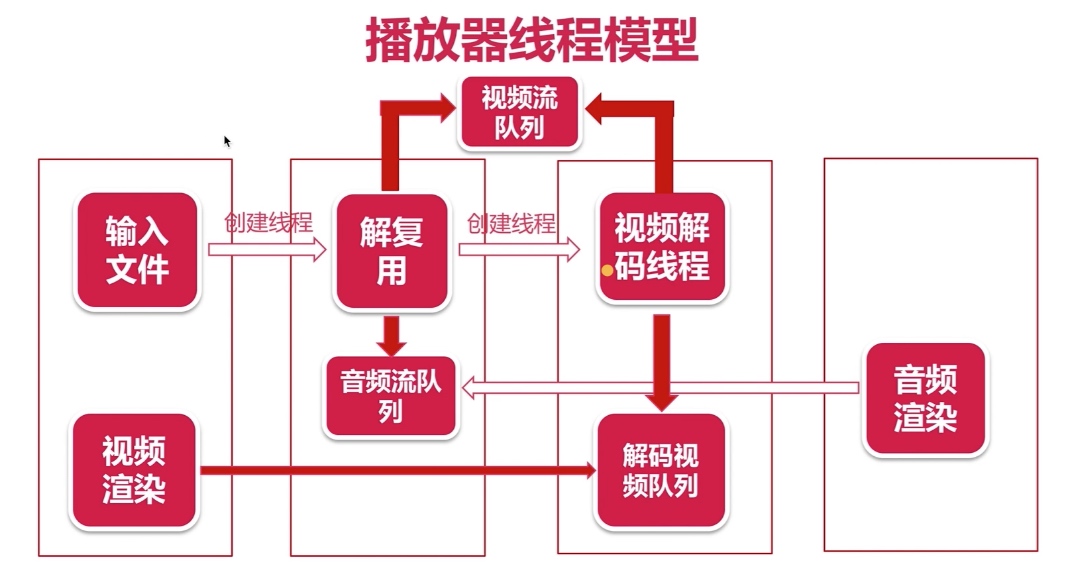 播放器线程模型
视频流
队列
输入
文件
创建线程
解复
用
创建线程
视频解
码线程
音频流队
列
音频
渲染
视频
渲染
解码视
频队列